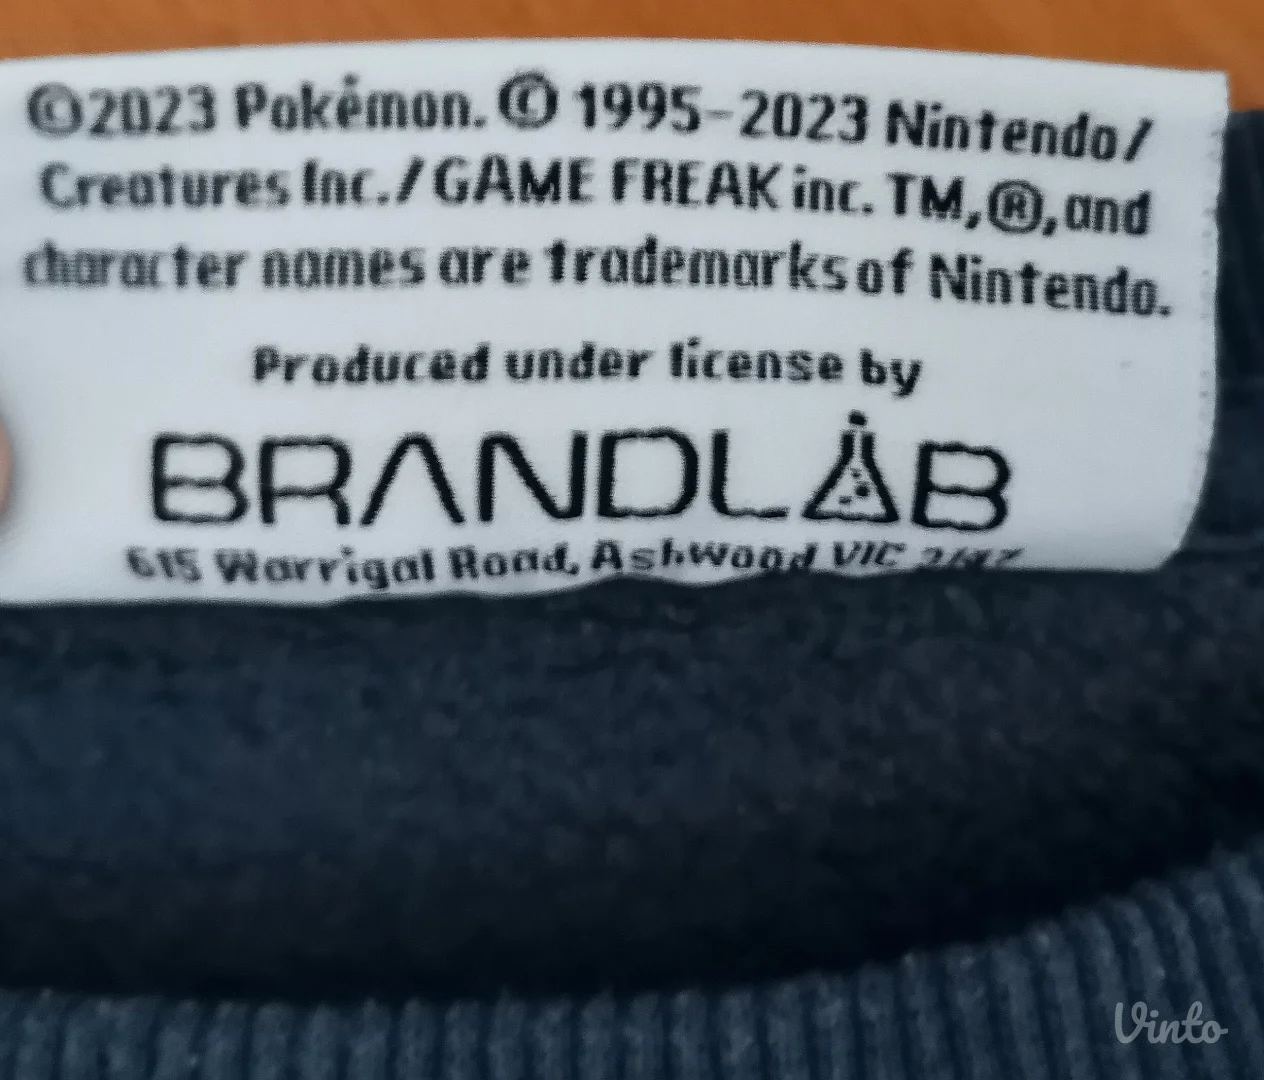 ©2023 Pokémon. © 1995-2023 Nintendo/
Creatures Inc./GAME FREAK inc. TM,®,and
character names are trademarks of Nintendo.
Produced under license by
BRANDLAB
615 Warrigal Road, Ashwood VIC
Vinto